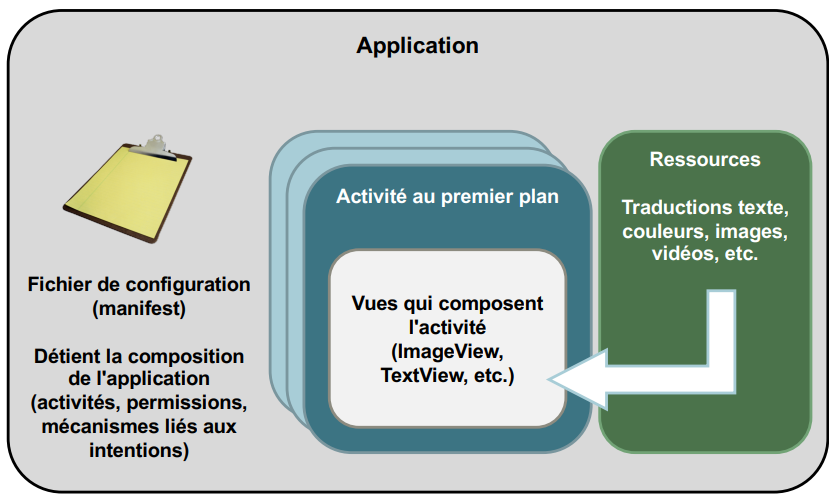 Application
Fichier de configuration
(manifest)
Détient la composition
de l'application
(activités, permissions,
mécanismes liés aux
intentions)
Activité au premier plan
Vues qui composent
l'activité
(ImageView,
TextView, etc.)
Ressources
Traductions texte,
couleurs, images,
vidéos, etc.